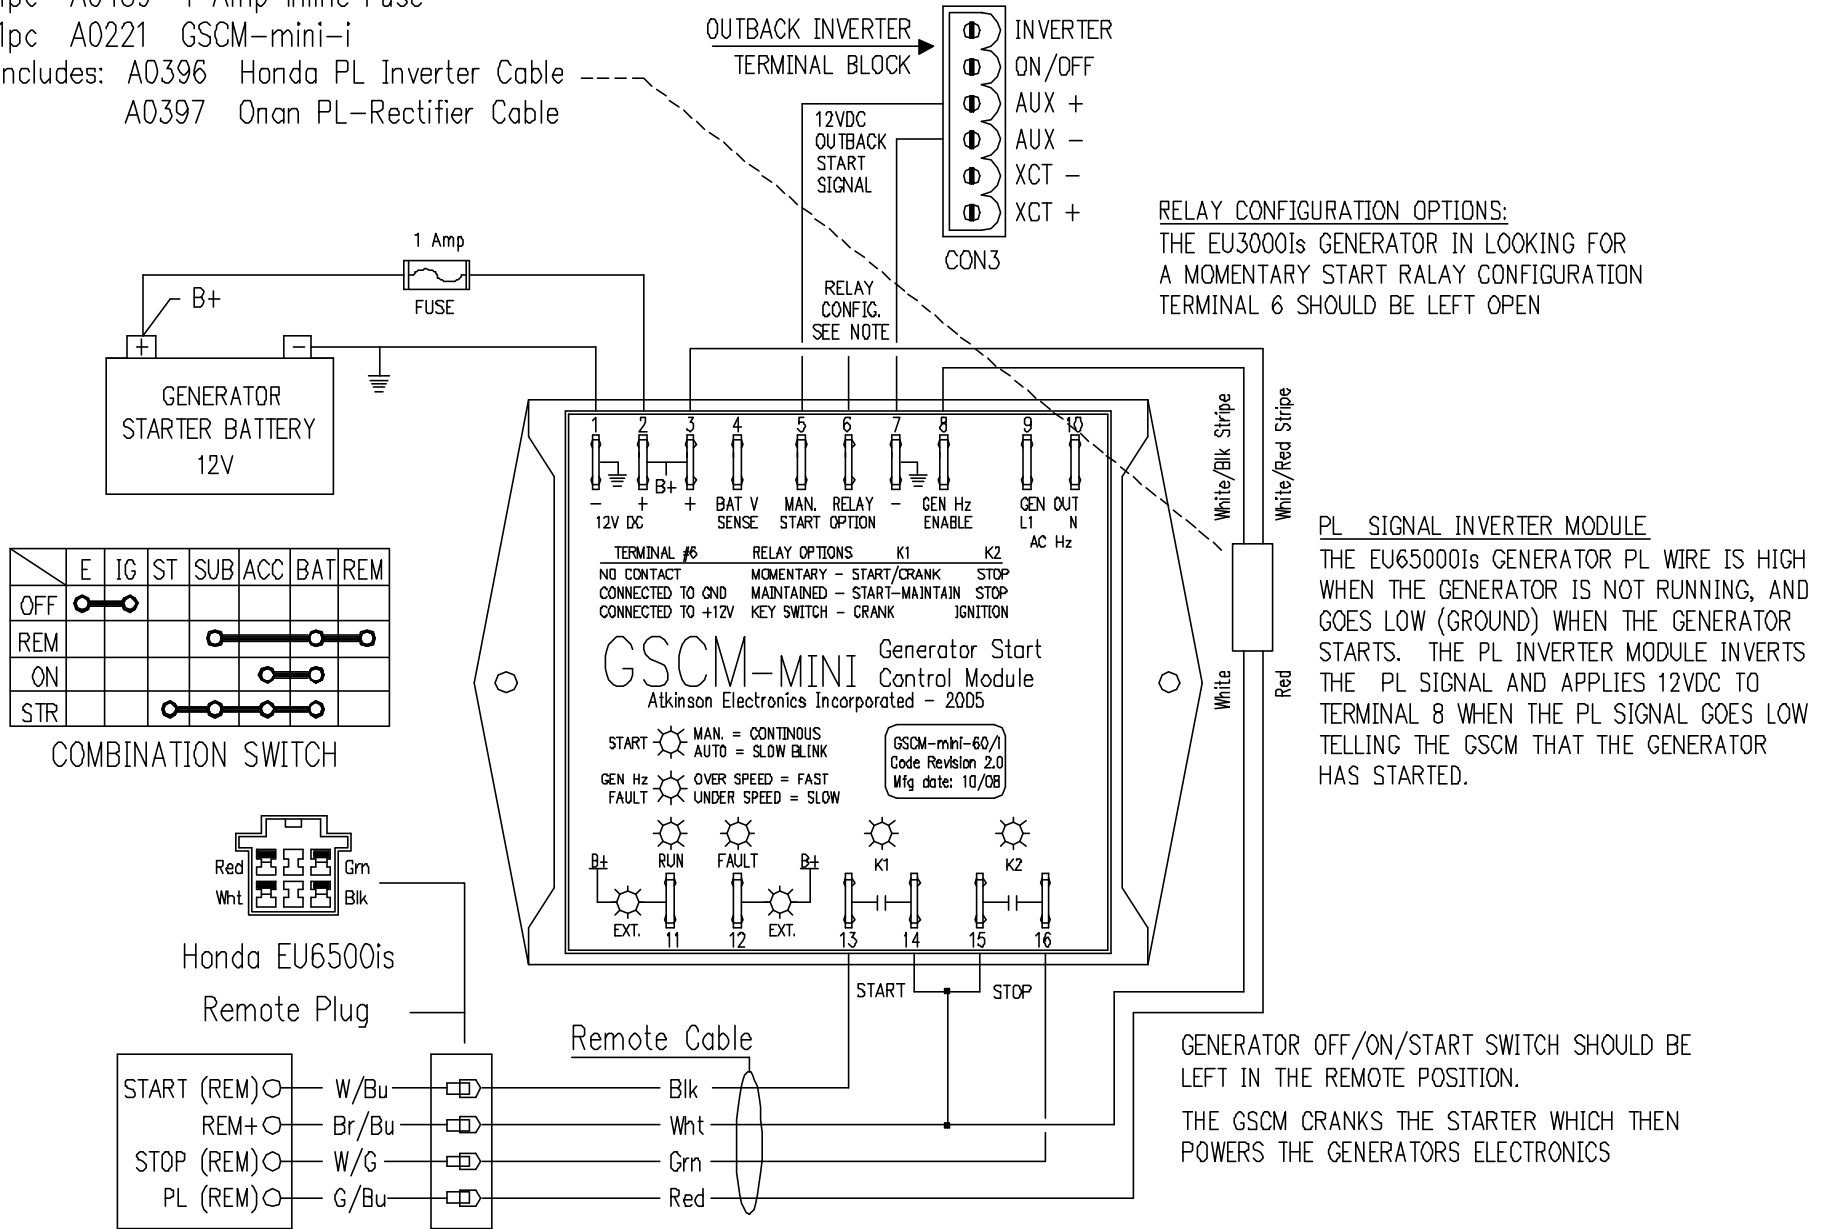 A0489 1 Amp Inline Fuse
1pc A0221 GSCM-mini-i
ncludes: A0396 Honda PL Inverter Cable
A0397 Onan PL-Rectifier Cable
OUTBACK INVERTER
TERMINAL BLOCK
INVERTER
ON/OFF
AUX +
AUX -
XCT -
XCT +
CON3
12VDC
OUTBACK
START
SIGNAL
RELAY CONFIGURATION OPTIONS:
THE EU3000Is GENERATOR IN LOOKING FOR
A MOMENTARY START RALAY CONFIGURATION
TERMINAL 6 SHOULD BE LEFT OPEN
1 Amp
FUSE
B+
+ -
GENERATOR
STARTER BATTERY
12V
RELAY
CONFIG.
SEE NOTE
White/Blk Stripe
White/Red Stripe
1 2 3 4 5 6 7 8 9 10
B+
- + + BAT V MAN. RELAY - GEN Hz GEN OUT
12V DC SENSE START OPTION ENABLE L1 N
AC Hz
TERMINAL #6 RELAY OPTIONS K1 K2
NO CONTACT MOMENTARY - START/CRANK STOP
CONNECTED TO GND MAINTAINED - START-MAINTAIN STOP
CONNECTED TO +12V KEY SWITCH - CRANK IGNITION
GSCM-MINI Generator Start
Control Module
Atkinson Electronics Incorporated - 2005
START MAN. = CONTINOUS
AUTO = SLOW BLINK
GEN Hz OVER SPEED = FAST
FAULT UNDER SPEED = SLOW
GSCM-mini-60/i
Code Revision 2.0
Mfg date: 10/08
RUN FAULT K1 K2
B+ B+
EXT. EXT.
11 12 13 14 15 16
PL SIGNAL INVERTER MODULE
THE EU65000Is GENERATOR PL WIRE IS HIGH
WHEN THE GENERATOR IS NOT RUNNING, AND
GOES LOW (GROUND) WHEN THE GENERATOR
STARTS. THE PL INVERTER MODULE INVERTS
THE PL SIGNAL AND APPLIES 12VDC TO
TERMINAL 8 WHEN THE PL SIGNAL GOES LOW
TELLING THE GSCM THAT THE GENERATOR
HAS STARTED.
White
Red
E IG ST SUB ACC BAT REM
OFF
REM
ON
STR
COMBINATION SWITCH
Red Grn
Wht Blk
Honda EU6500is
Remote Plug
START STOP
Remote Cable
START (REM) W/Bu Blk
REM+ Br/Bu Wht
STOP (REM) W/G Grn
PL (REM) G/Bu Red
GENERATOR OFF/ON/START SWITCH SHOULD BE
LEFT IN THE REMOTE POSITION.
THE GSCM CRANKS THE STARTER WHICH THEN
POWERS THE GENERATORS ELECTRONICS